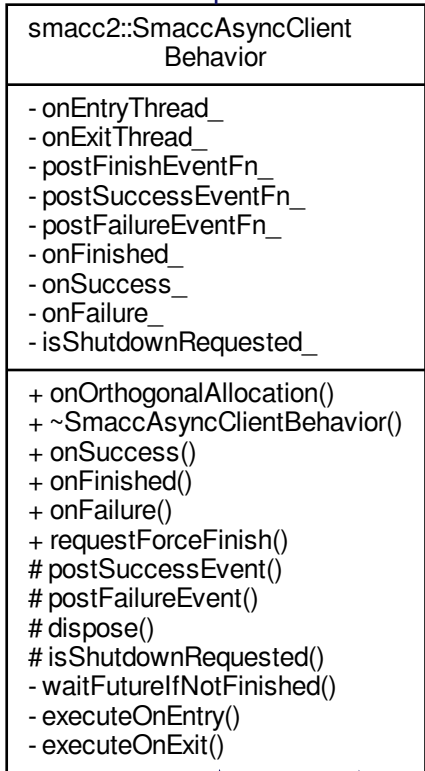 smacc2::SmaccAsyncClient
Behavior
- onEntryThread_
- onExitThread_
- postFinishEventFn_
- postSuccessEventFn_
- postFailureEventFn_
- onFinished_
- onSuccess_
- onFailure_
- isShutdownRequested_
+ onOrthogonalAllocation()
+ ~SmaccAsyncClientBehavior()
+ onSuccess()
+ onFinished()
+ onFailure()
+ requestForceFinish()
# postSuccessEvent()
# postFailureEvent()
# dispose()
# isShutdownRequested()
- waitFutureIfNotFinished()
- executeOnEntry()
- executeOnExit()